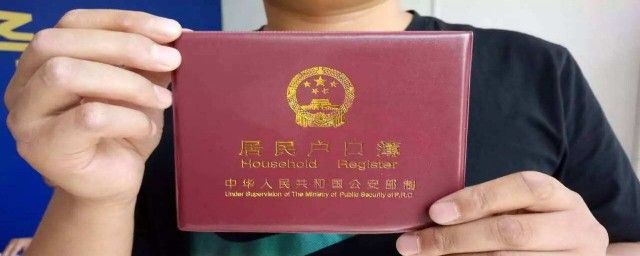 居民户口簿
Household Register
中华人民共和国公安部制
Under Supervision of The Ministry of Public Security of P.R.C